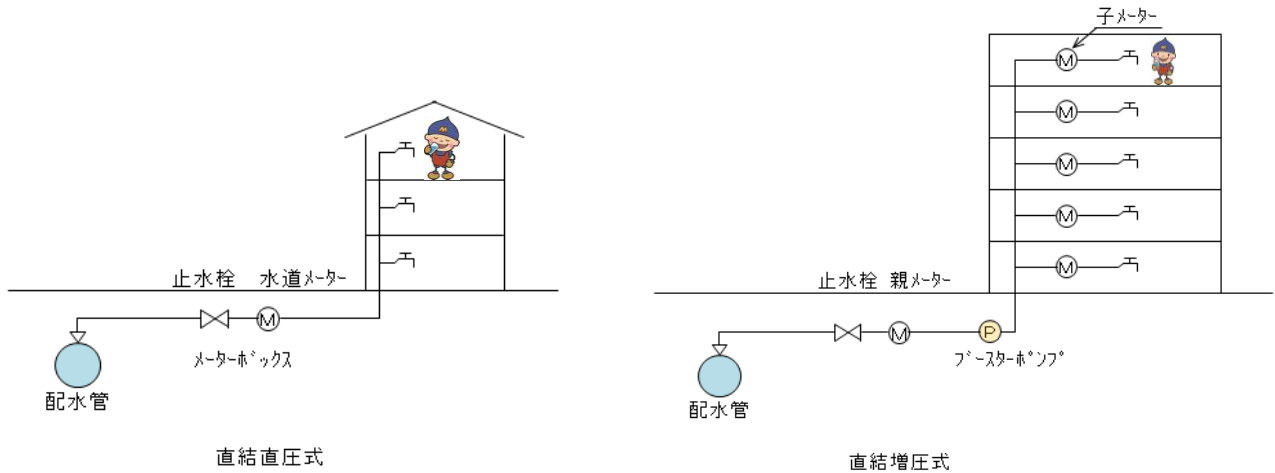 止水栓 水道ﾒｰﾀｰ
M
ﾒｰﾀｰﾎﾞｯｸｽ
配水管
直結直圧式
子ﾒｰﾀｰ
M
M
M
M
M
止水栓 親ﾒｰﾀｰ
M
P
ﾌﾞｰｽﾀｰﾎﾟﾝﾌﾟ
配水管
直結増圧式